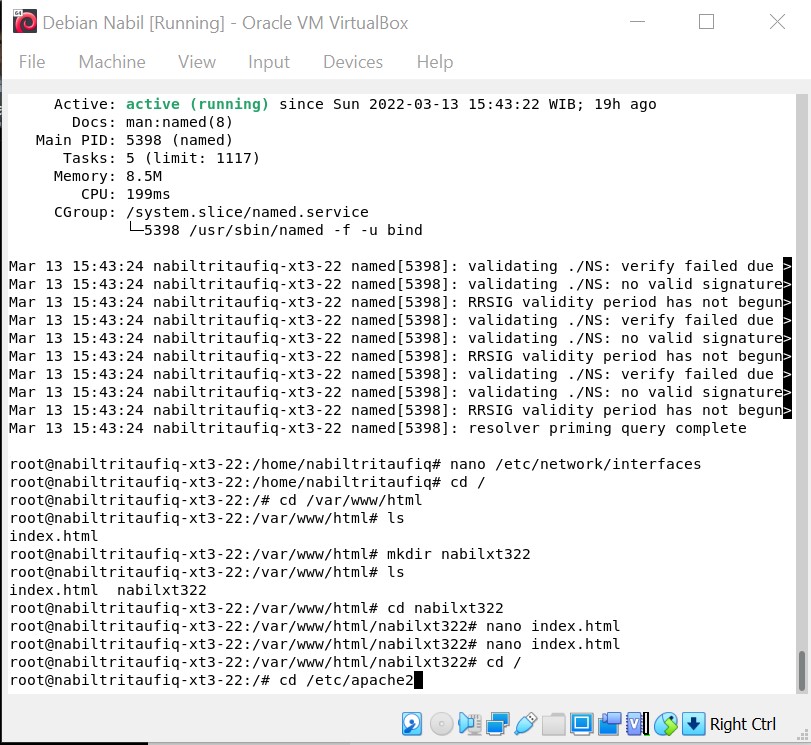 64
Debian Nabil [Running] - Oracle VM VirtualBox
File Machine View Input Devices Help
Active: active (running) since Sun 2022-03-13 15:43:22 WIB; 19h ago
Docs: man:named(8)
Main PID: 5398 (named)
Tasks: 5 (limit: 1117)
Memory: 8.5M
CPU: 199ms
CGroup: /system.slice/named.service
└─5398 /usr/sbin/named -f -u bind
Mar 13 15:43:24 nabiltritaufiq-xt3-22 named[5398]: validating ./NS: verify failed due >
Mar 13 15:43:24 nabiltritaufiq-xt3-22 named[5398]: validating ./NS: no valid signature>
Mar 13 15:43:24 nabiltritaufiq-xt3-22 named[5398]: RRSIG validity period has not begun>
Mar 13 15:43:24 nabiltritaufiq-xt3-22 named[5398]: validating ./NS: verify failed due >
Mar 13 15:43:24 nabiltritaufiq-xt3-22 named[5398]: validating ./NS: no valid signature>
Mar 13 15:43:24 nabiltritaufiq-xt3-22 named[5398]: RRSIG validity period has not begun>
Mar 13 15:43:24 nabiltritaufiq-xt3-22 named[5398]: validating ./NS: verify failed due >
Mar 13 15:43:24 nabiltritaufiq-xt3-22 named[5398]: validating ./NS: no valid signature>
Mar 13 15:43:24 nabiltritaufiq-xt3-22 named[5398]: RRSIG validity period has not begun>
Mar 13 15:43:24 nabiltritaufiq-xt3-22 named[5398]: resolver priming query complete
root@nabiltritaufiq-xt3-22:/home/nabiltritaufiq# nano /etc/network/interfaces
root@nabiltritaufiq-xt3-22:/home/nabiltritaufiq# cd /
root@nabiltritaufiq-xt3-22:/# cd /var/www/html
root@nabiltritaufiq-xt3-22:/var/www/html# ls
index.html
root@nabiltritaufiq-xt3-22:/var/www/html# mkdir nabilxt322
root@nabiltritaufiq-xt3-22:/var/www/html# ls
index.html  nabilxt322
root@nabiltritaufiq-xt3-22:/var/www/html# cd nabilxt322
root@nabiltritaufiq-xt3-22:/var/www/html/nabilxt322# nano index.html
root@nabiltritaufiq-xt3-22:/var/www/html/nabilxt322# nano index.html
root@nabiltritaufiq-xt3-22:/var/www/html/nabilxt322# cd /
root@nabiltritaufiq-xt3-22:/# cd /etc/apache2
Right Ctrl